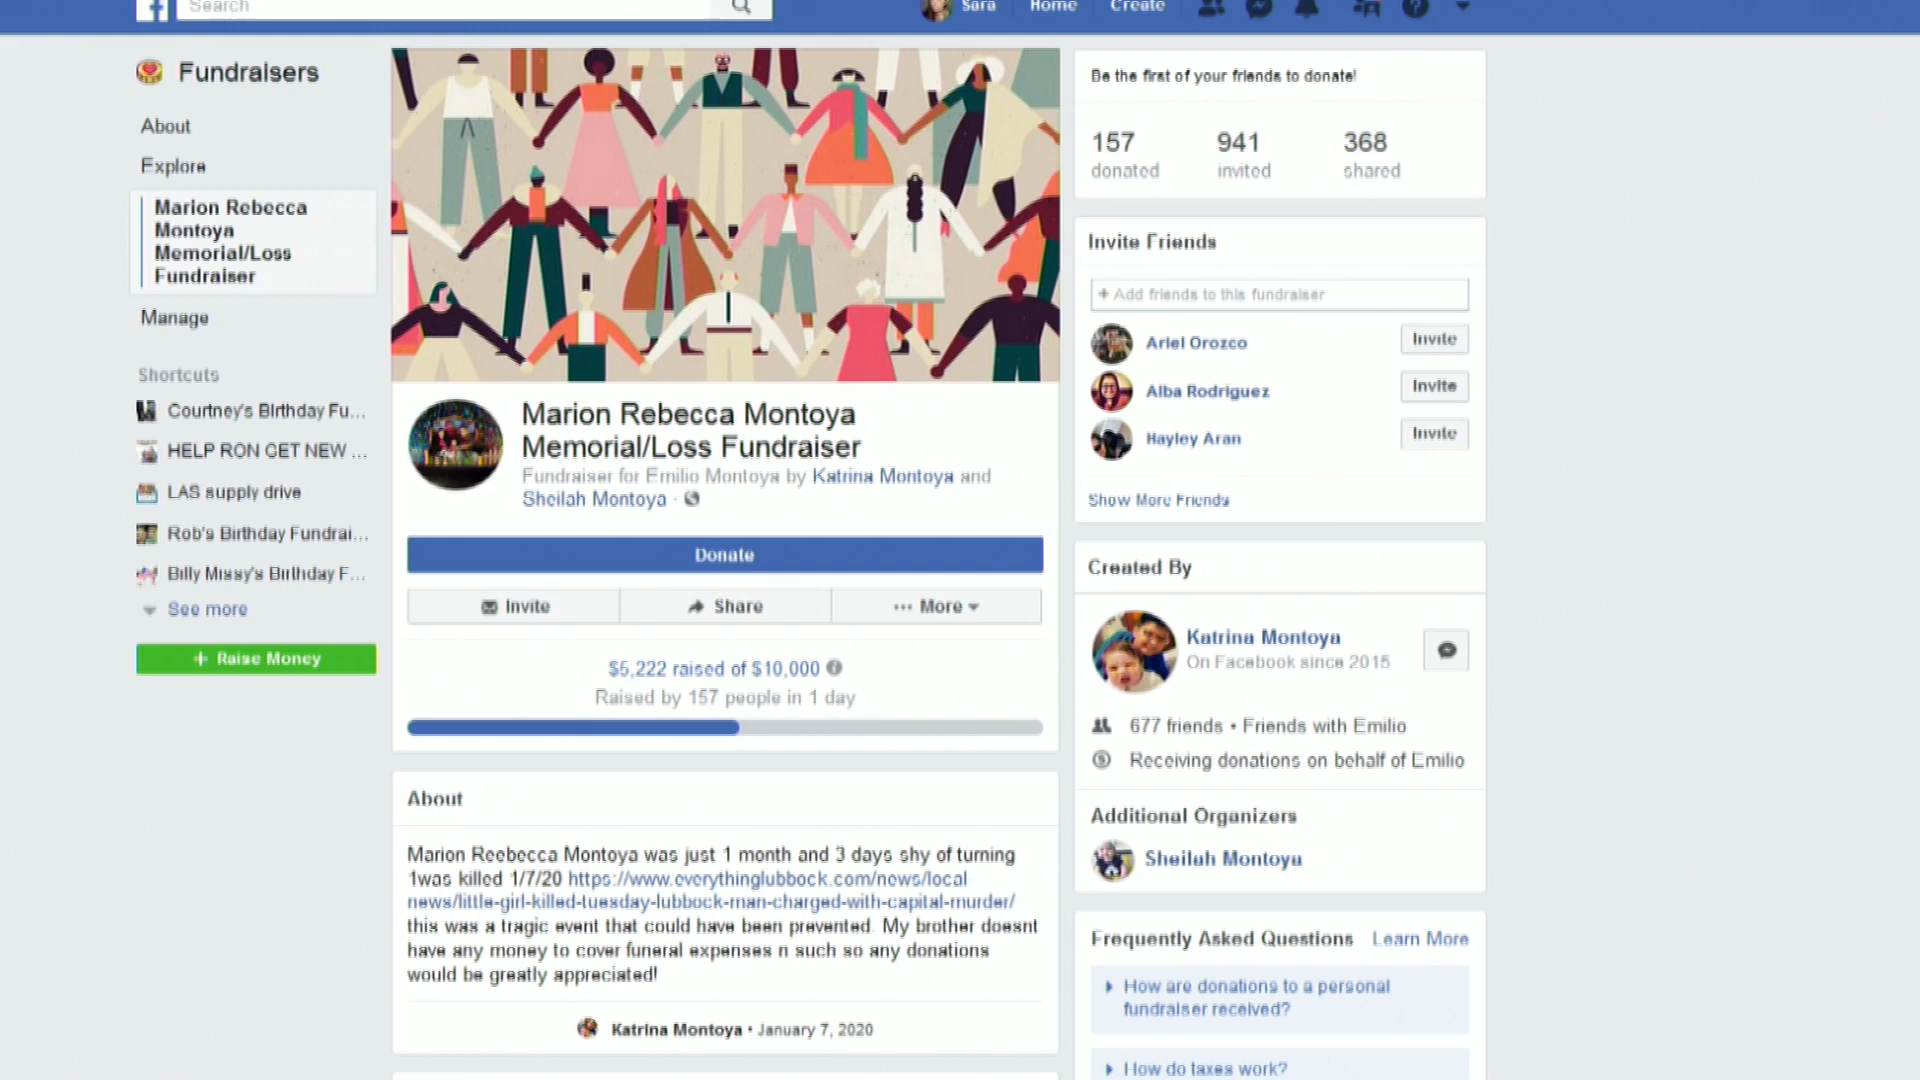 Search
Sara
Home
Create
Fundraisers
About
Explore
Marion Rebecca
Montoya
Memorial/Loss
Fundraiser
Manage
Shortcuts
Courtney's Birthday Fu...
HELP RON GET NEW ...
LAS supply drive
Rob's Birthday Fundrai...
Billy Missy's Birthday F...
See more
+ Raise Money
Marion Rebecca Montoya
Memorial/Loss Fundraiser
Fundraiser for Emilio Montoya by Katrina Montoya and
Sheilah Montoya ·
Donate
Invite
Share
··· More
$5,222 raised of $10,000
Raised by 157 people in 1 day
About
Marion Reebecca Montoya was just 1 month and 3 days shy of turning
1was killed 1/7/20 https://www.everythinglubbock.com/news/local
news/little-girl-killed-tuesday-lubbock-man-charged-with-capital-murder/
this was a tragic event that could have been prevented. My brother doesnt
have any money to cover funeral expenses n such so any donations
would be greatly appreciated!
Katrina Montoya • January 7, 2020
Be the first of your friends to donate!
157 941 368
donated invited shared
Invite Friends
+ Add friends to this fundraiser
Ariel Orozco Invite
Alba Rodriguez Invite
Hayley Aran Invite
Show More Friends
Created By
Katrina Montoya
On Facebook since 2015
677 friends • Friends with Emilio
Receiving donations on behalf of Emilio
Additional Organizers
Sheilah Montoya
Frequently Asked Questions Learn More
How are donations to a personal
fundraiser received?
How do taxes work?